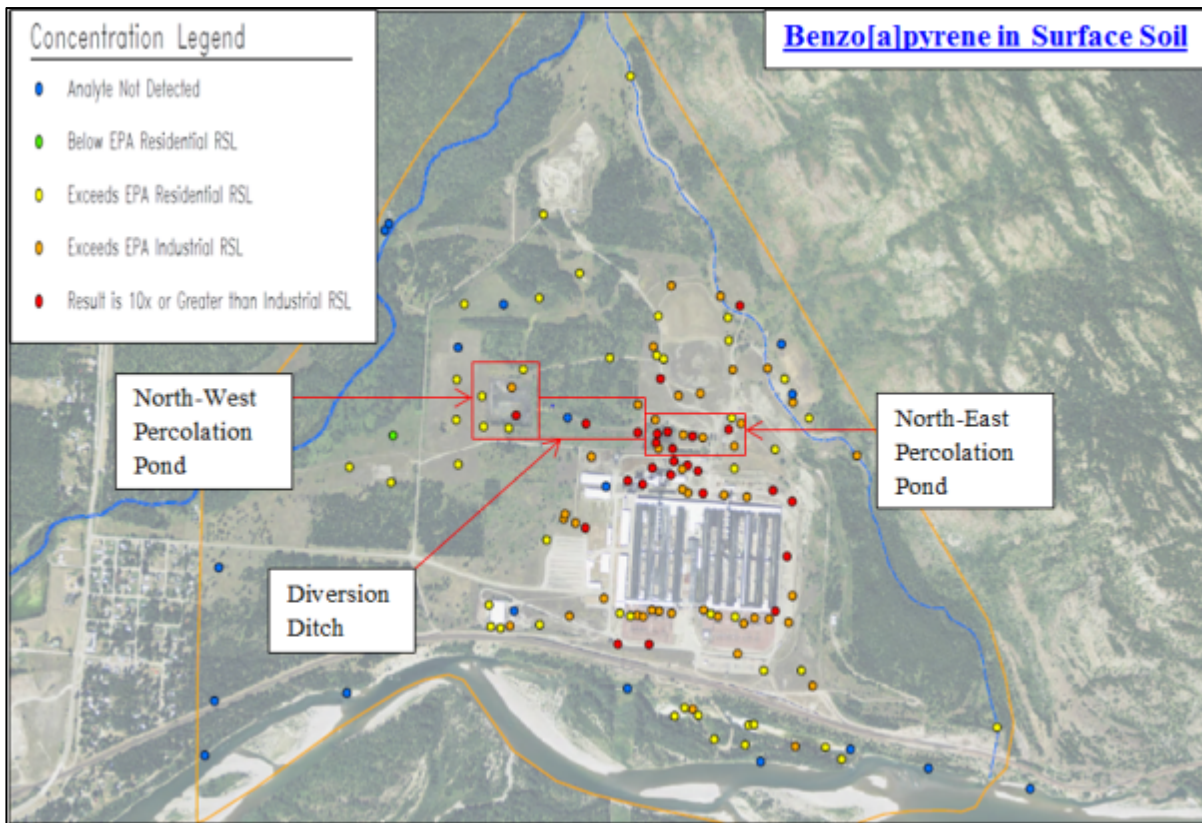 Concentration Legend
Benzo[a]pyrene in Surface Soil
Analyte Not Detected
Below EPA Residential RSL
Exceeds EPA Residential RSL
Exceeds EPA Industrial RSL
Result is 10x or Greater than Industrial RSL
North-West
Percolation
Pond
North-East
Percolation
Pond
Diversion
Ditch